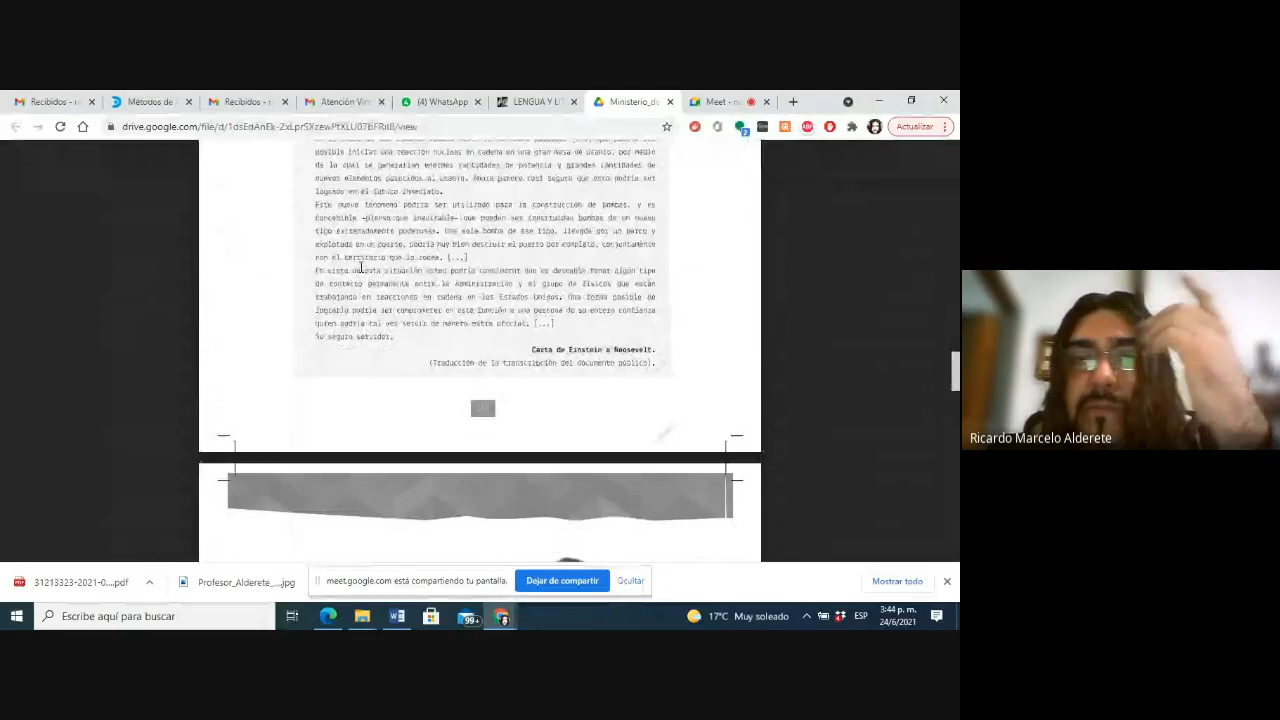 Recibidos - r
Métodos de
Recibidos - r
Atención Vir
(4) WhatsApp
LENGUA Y LI
Ministerio_de
Meet - n
drive.google.com/file/d/
/view
Actualizar
posible iniciar una reacción nuclear en cadena en una gran masa de uranio, por medio
de la cual se generarían enormes cantidades de potencia y grandes cantidades de
nuevos elementos parecidos al uranio. Ahora parece casi seguro que esto podría ser
logrado en el futuro inmediato.
Este nuevo fenómeno podría ser utilizado para la construcción de bombas, y es
concebible -pienso que inevitable- que pueden ser construidas bombas de un nuevo
tipo extremadamente poderosas. Una sola bomba de ese tipo, llevada por un barco y
explotada en un puerto, podría muy bien destruir el puerto por completo, conjuntamente
con el territorio que lo rodea. [...]
En vista de esta situación usted podría considerar que es deseable tener algún tipo
de contacto permanente entre la Administración y el grupo de físicos que están
trabajando en reacciones en cadena en los Estados Unidos. Una forma posible de
lograrlo podría ser comprometer en esta función a una persona de su entera confianza
quien podría tal vez servir de manera extra oficial. [...]
Su seguro servidor,
Carta de Einstein a Roosevelt.
(Traducción de la transcripción del documento público).
Ricardo Marcelo Alderete
31213323-2021-0....pdf
Profesor_Alderete_....jpg
meet.google.com está compartiendo tu pantalla.
Dejar de compartir
Ocultar
Mostrar todo
Escribe aquí para buscar
99+
17°C Muy soleado
ESP
3:44 p. m.
24/6/2021